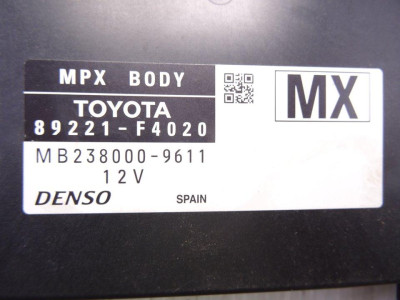 MPX BODY
TOYOTA
89221-F4020
MB238000-9611
12V
DENSO
SPAIN
MX